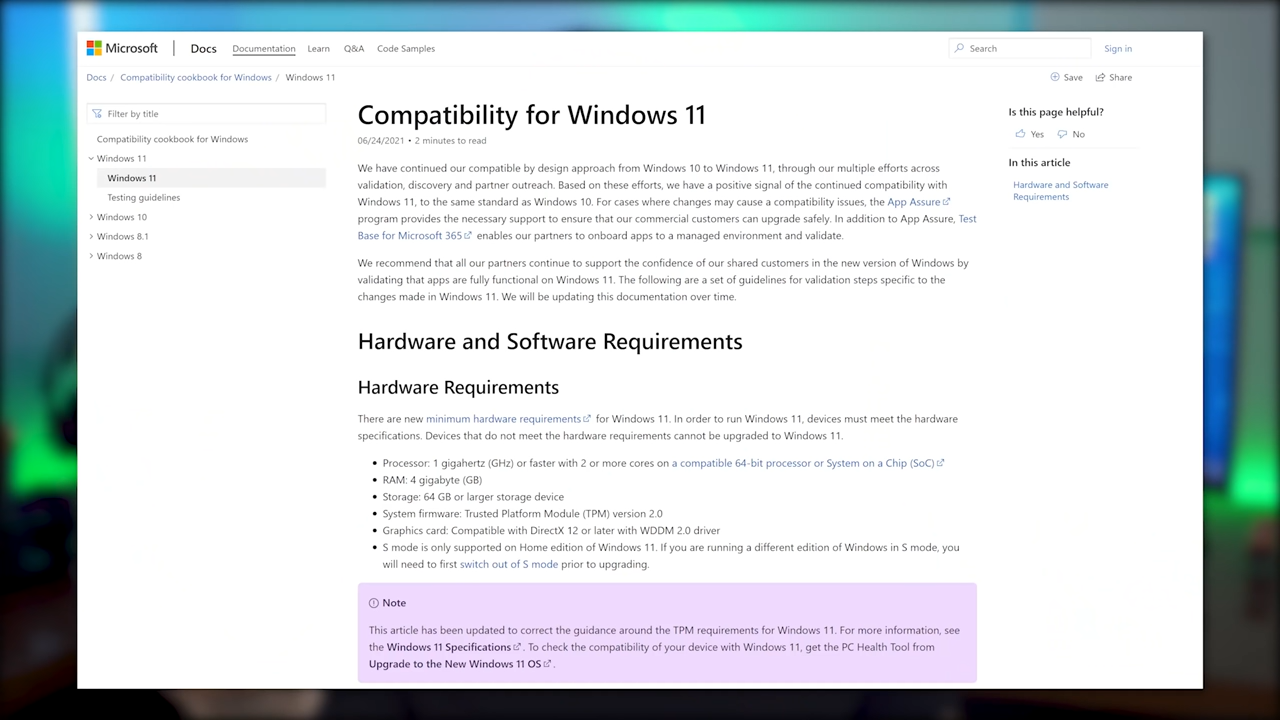 Microsoft
Docs
Documentation
Learn
Q&A
Code Samples
Search
Sign in
Docs / Compatibility cookbook for Windows / Windows 11
Save
Share
Filter by title
Compatibility cookbook for Windows
Windows 11
Windows 11
Testing guidelines
Windows 10
Windows 8.1
Windows 8
Compatibility for Windows 11
06/24/2021 • 2 minutes to read
We have continued our compatible by design approach from Windows 10 to Windows 11, through our multiple efforts across
validation, discovery and partner outreach. Based on these efforts, we have a positive signal of the continued compatibility with
Windows 11, to the same standard as Windows 10. For cases where changes may cause a compatibility issues, the App Assure
program provides the necessary support to ensure that our commercial customers can upgrade safely. In addition to App Assure, Test
Base for Microsoft 365 enables our partners to onboard apps to a managed environment and validate.
We recommend that all our partners continue to support the confidence of our shared customers in the new version of Windows by
validating that apps are fully functional on Windows 11. The following are a set of guidelines for validation steps specific to the
changes made in Windows 11. We will be updating this documentation over time.
Hardware and Software Requirements
Hardware Requirements
There are new minimum hardware requirements for Windows 11. In order to run Windows 11, devices must meet the hardware
specifications. Devices that do not meet the hardware requirements cannot be upgraded to Windows 11.
• Processor: 1 gigahertz (GHz) or faster with 2 or more cores on a compatible 64-bit processor or System on a Chip (SoC)
• RAM: 4 gigabyte (GB)
• Storage: 64 GB or larger storage device
• System firmware: Trusted Platform Module (TPM) version 2.0
• Graphics card: Compatible with DirectX 12 or later with WDDM 2.0 driver
• S mode is only supported on Home edition of Windows 11. If you are running a different edition of Windows in S mode, you
will need to first switch out of S mode prior to upgrading.
Note
This article has been updated to correct the guidance around the TPM requirements for Windows 11. For more information, see
the Windows 11 Specifications. To check the compatibility of your device with Windows 11, get the PC Health Tool from
Upgrade to the New Windows 11 OS.
Is this page helpful?
Yes
No
In this article
Hardware and Software
Requirements